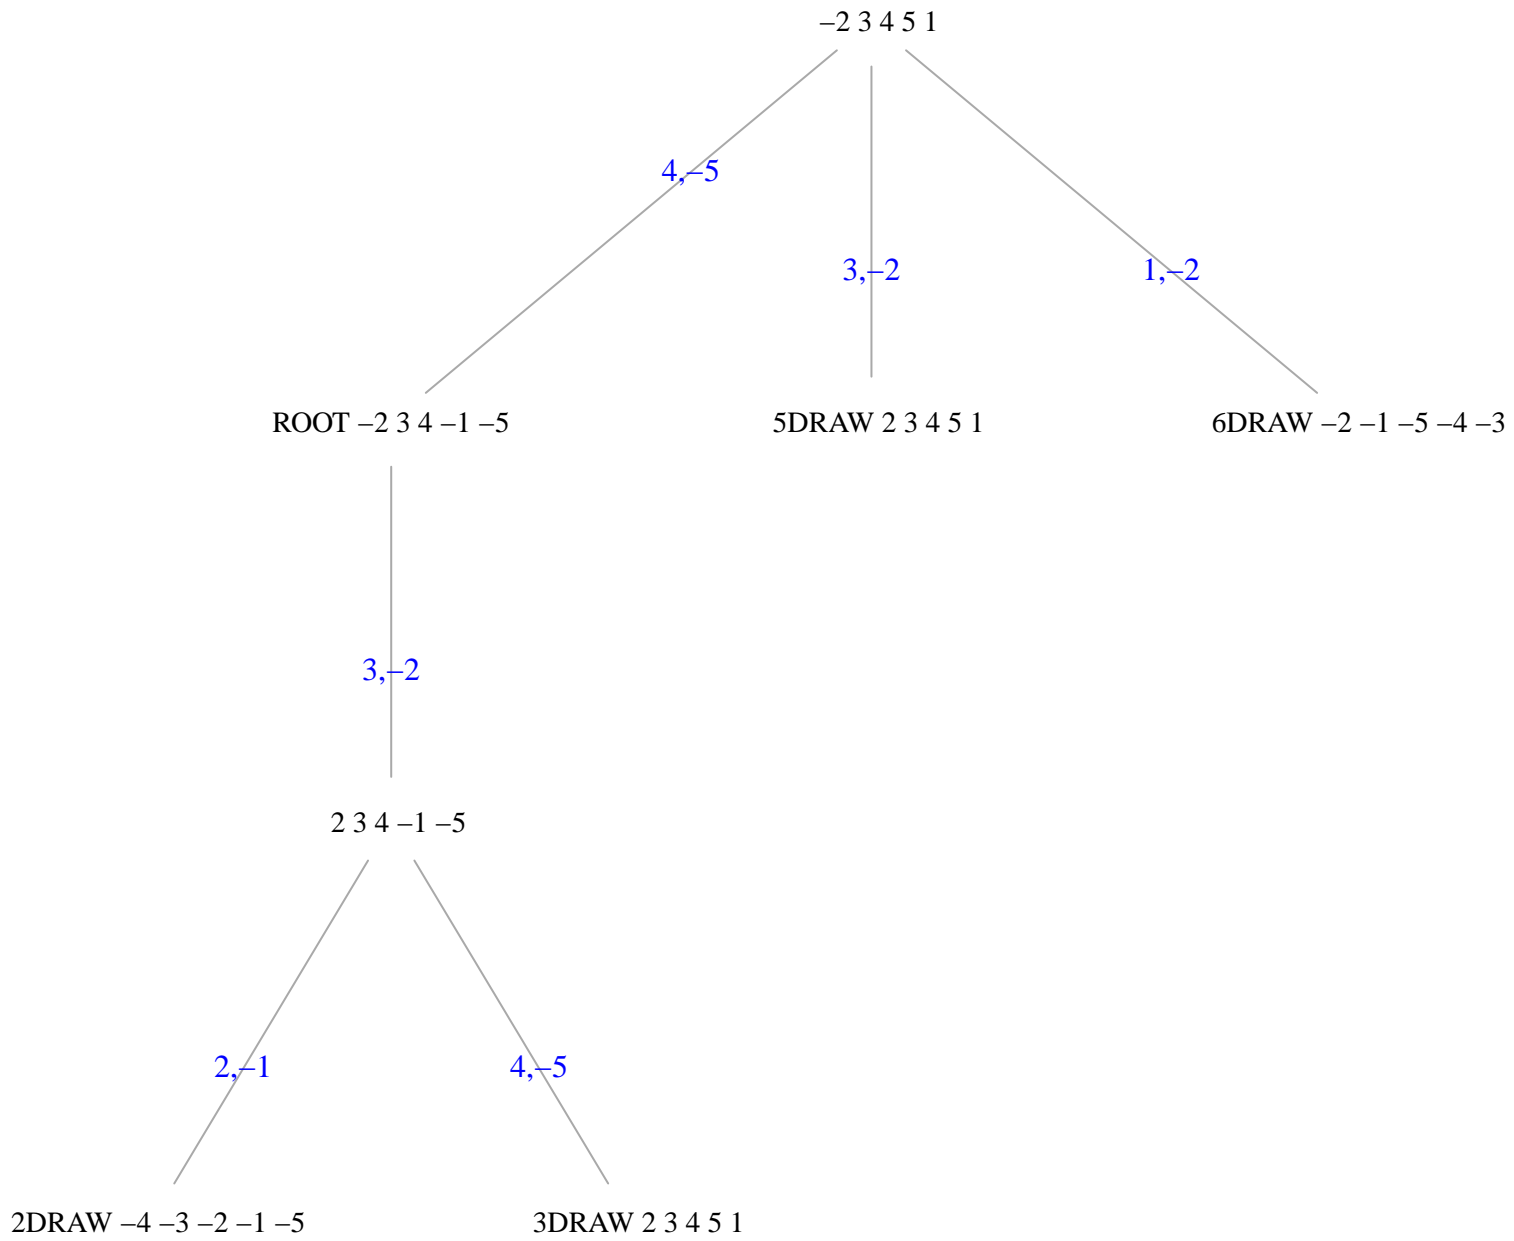 –2 3 4 5 1
4,–5
3,–2
1,–2
ROOT –2 3 4 –1 –5
5DRAW 2 3 4 5 1
6DRAW –2 –1 –5 –4 –3
3,–2
2 3 4 –1 –5
2,–1
4,–5
2DRAW –4 –3 –2 –1 –5
3DRAW 2 3 4 5 1